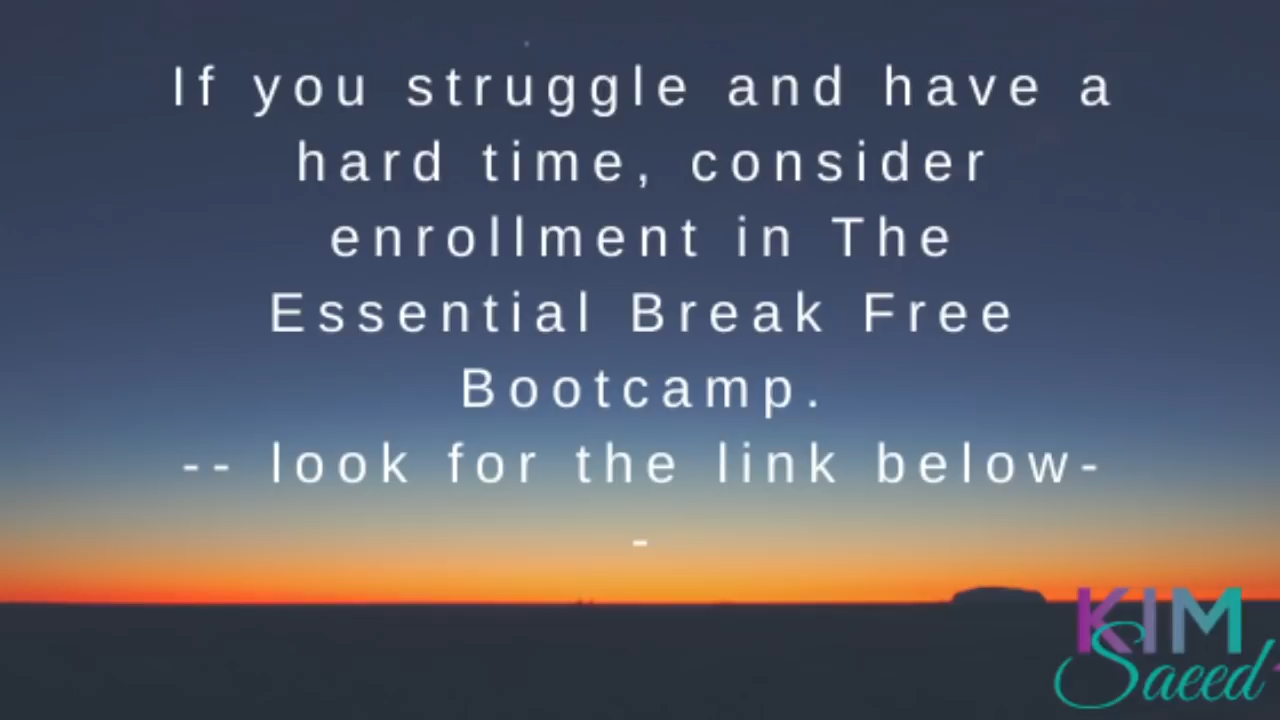 If you struggle and have a
hard time, consider
enrollment in The
Essential Break Free
Bootcamp.
-- look for the link below-
-
KIM
Saeed